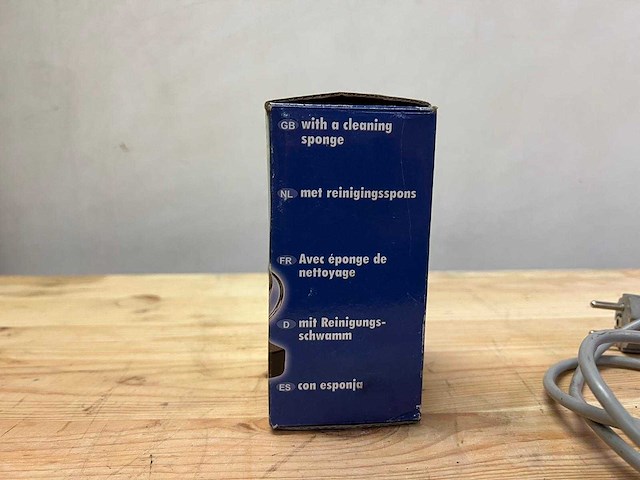 GB with a cleaning
sponge
NL met reinigingsspons
FR Avec éponge de
nettoyage
D mit Reinigungs-
schwamm
ES con esponja